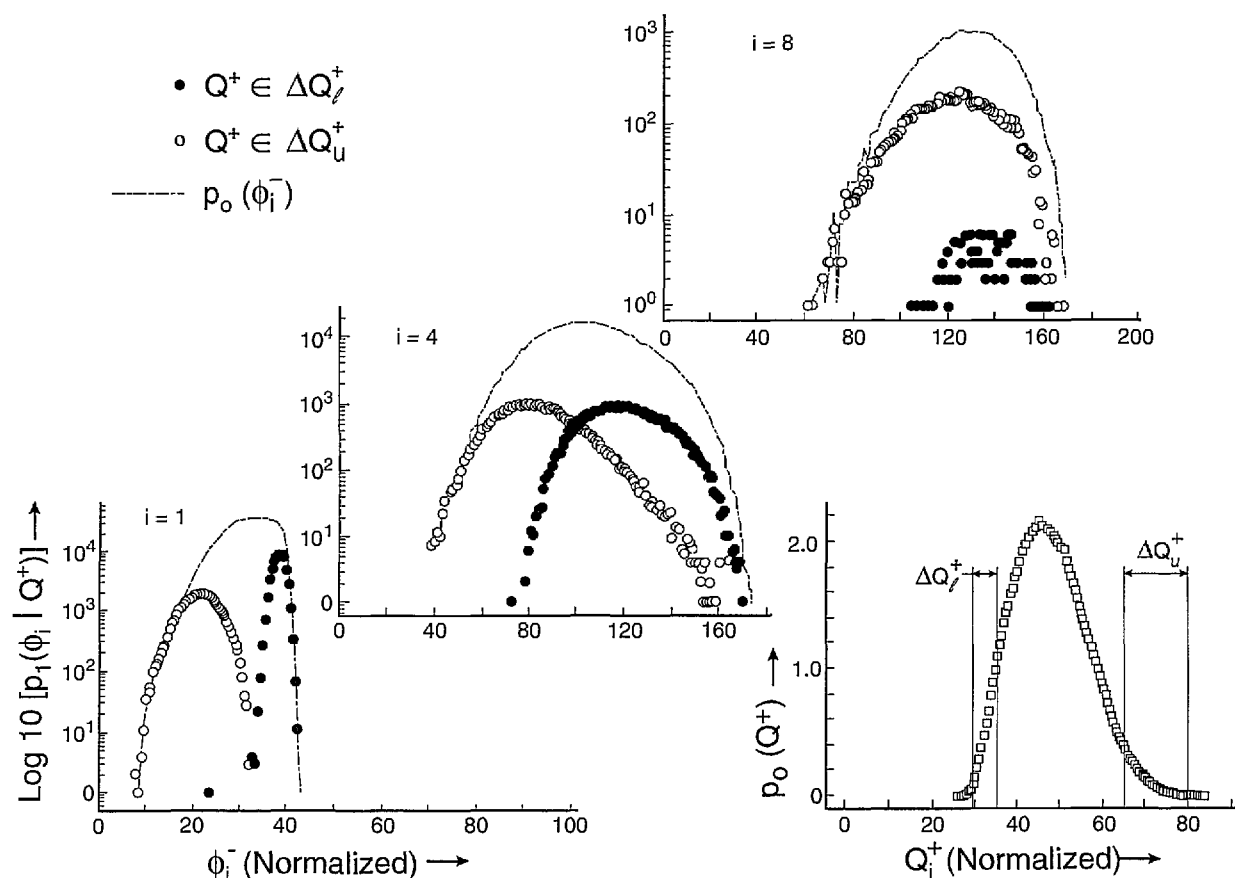 ● Q⁺ ∈ ΔQ⁺ℓ
○ Q⁺ ∈ ΔQ⁺u
pₒ (ϕᵢ⁻)
i = 8
10³
10²
10¹
10⁰
0 40 80 120 160 200
i = 4
10⁴
10³
10²
10¹
0
0 40 80 120 160
i = 1
10⁴
10³
10²
10¹
0
0 20 40 60 80 100
Log 10 [p₁(ϕᵢ | Q⁺)] →
ϕᵢ⁻ (Normalized) →
ΔQ⁺ℓ
ΔQ⁺u
2.0
1.0
0
0 20 40 60 80
pₒ (Q⁺) →
Qᵢ⁺ (Normalized) →